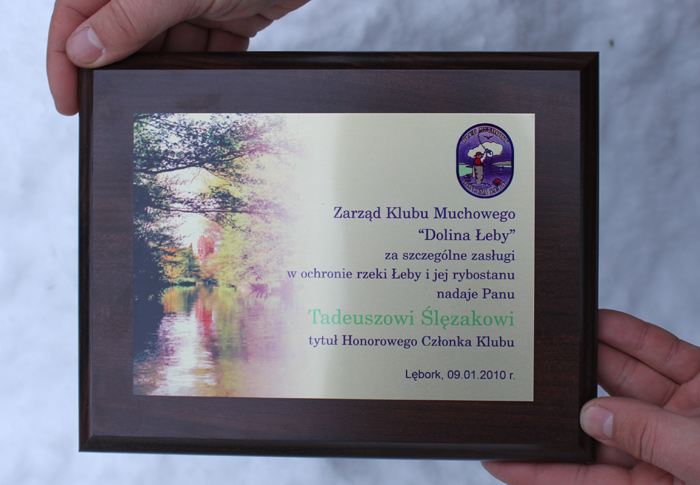 Zarząd Klubu Muchowego
“Dolina Łeby”
za szczególne zasługi
w ochronie rzeki Łeby i jej rybostanu
nadaje Panu
Tadeuszowi Ślęzakowi
tytuł Honorowego Członka Klubu
Lębork, 09.01.2010 r.